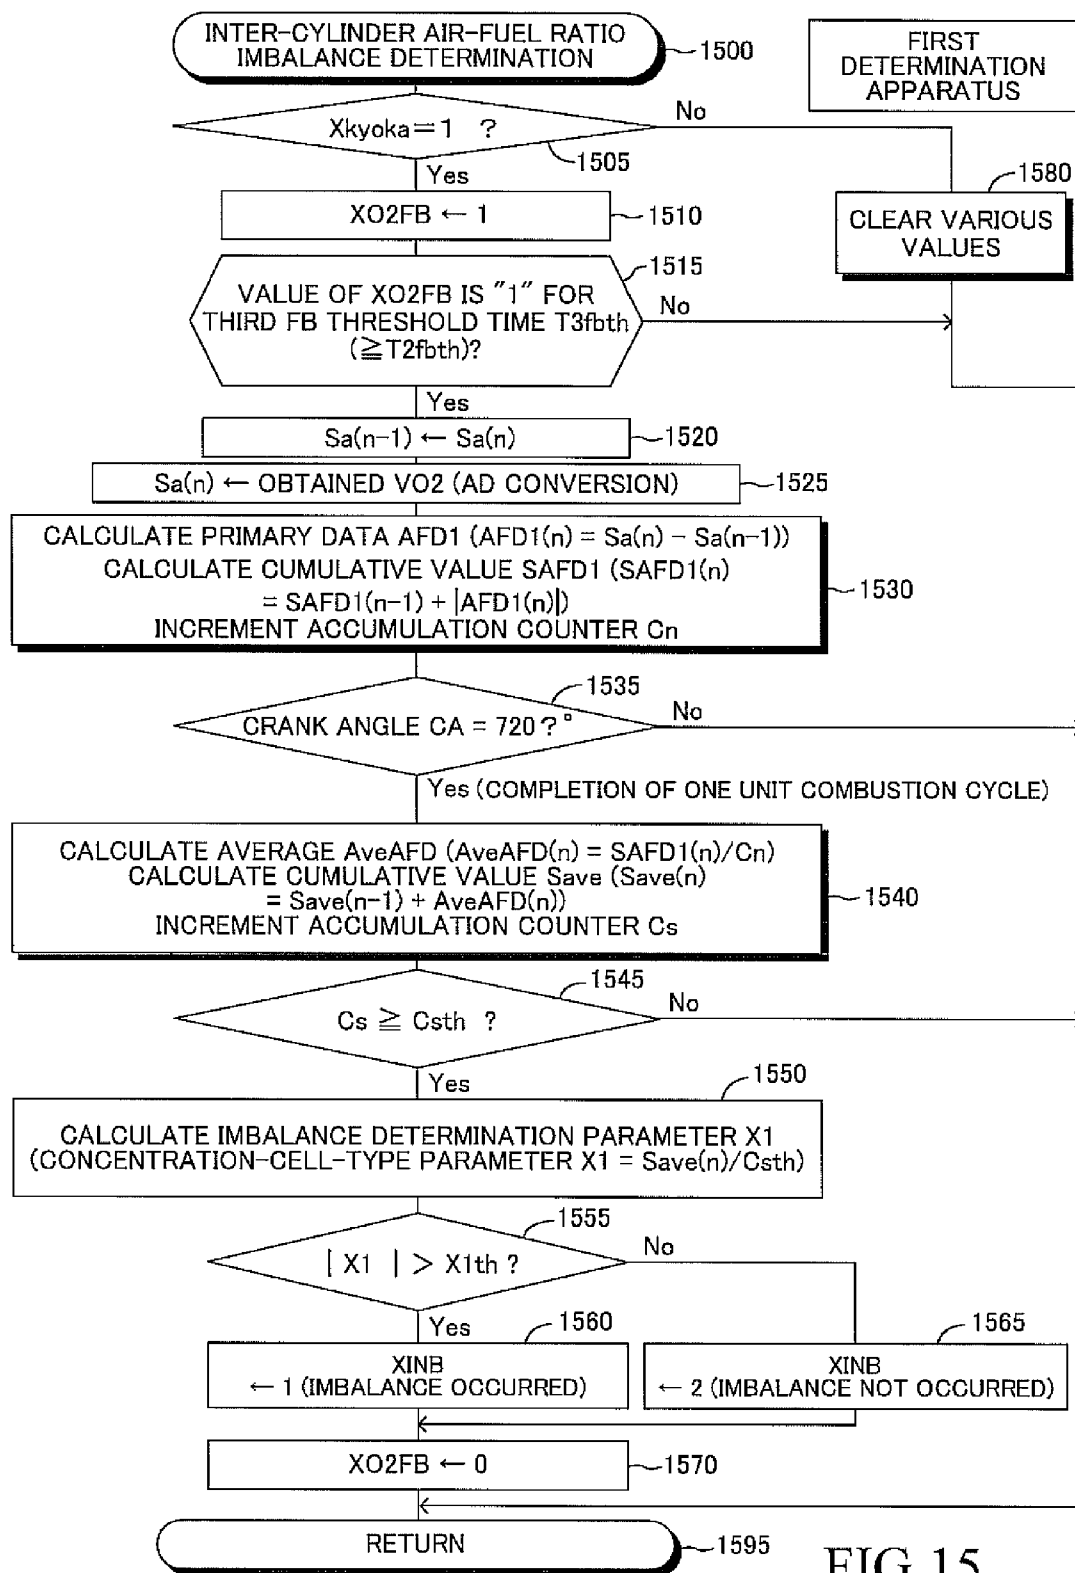 INTER-CYLINDER AIR-FUEL RATIO
IMBALANCE DETERMINATION
1500
FIRST
DETERMINATION
APPARATUS
Xkyoka=1 ?
1505
No
Yes
1580
CLEAR VARIOUS
VALUES
XO2FB ← 1
1510
1515
VALUE OF XO2FB IS "1" FOR
THIRD FB THRESHOLD TIME T3fbth
(≧T2fbth)?
No
Yes
Sa(n-1) ← Sa(n)
1520
Sa(n) ← OBTAINED VO2 (AD CONVERSION)
1525
CALCULATE PRIMARY DATA AFD1 (AFD1(n) = Sa(n) - Sa(n-1))
CALCULATE CUMULATIVE VALUE SAFD1 (SAFD1(n)
= SAFD1(n-1) + |AFD1(n)|)
INCREMENT ACCUMULATION COUNTER Cn
1530
1535
CRANK ANGLE CA = 720?°
No
Yes (COMPLETION OF ONE UNIT COMBUSTION CYCLE)
CALCULATE AVERAGE AveAFD (AveAFD(n) = SAFD1(n)/Cn)
CALCULATE CUMULATIVE VALUE Save (Save(n)
= Save(n-1) + AveAFD(n))
INCREMENT ACCUMULATION COUNTER Cs
1540
1545
Cs ≧ Csth ?
No
Yes
1550
CALCULATE IMBALANCE DETERMINATION PARAMETER X1
(CONCENTRATION-CELL-TYPE PARAMETER X1 = Save(n)/Csth)
1555
| X1 | > X1th ?
No
Yes
1560
XINB
← 1 (IMBALANCE OCCURRED)
1565
XINB
← 2 (IMBALANCE NOT OCCURRED)
XO2FB ← 0
1570
RETURN
1595
FIG.15